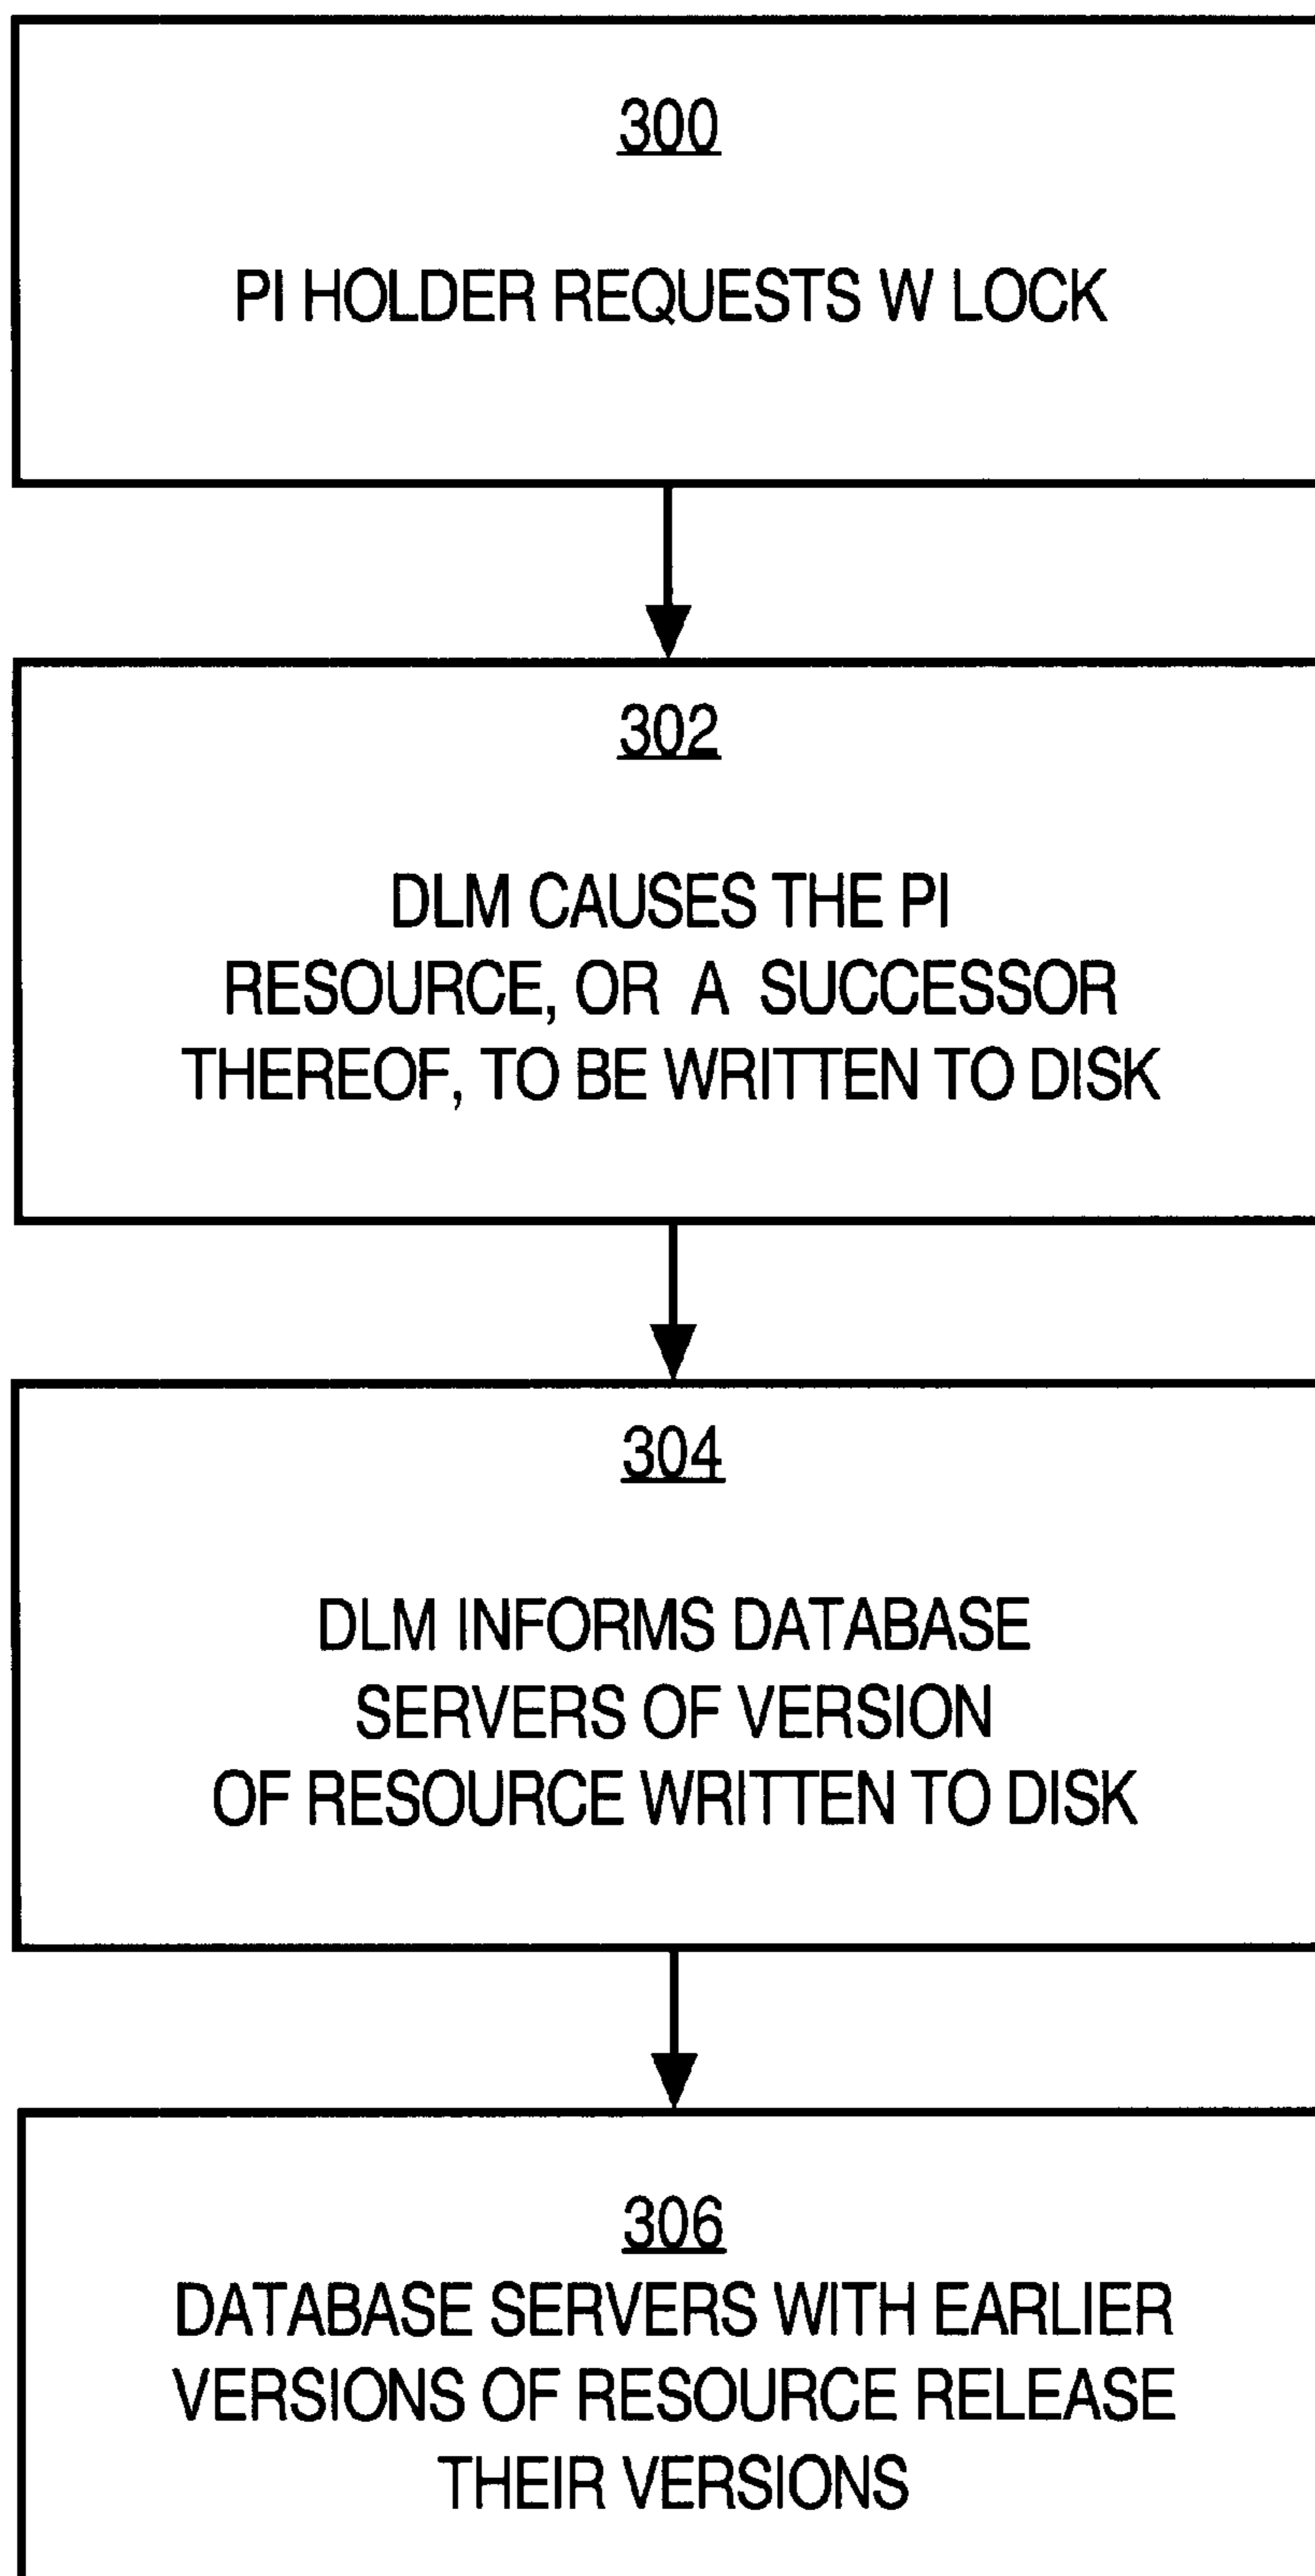 300
PI HOLDER REQUESTS W LOCK
302
DLM CAUSES THE PI
RESOURCE, OR A SUCCESSOR
THEREOF, TO BE WRITTEN TO DISK
304
DLM INFORMS DATABASE
SERVERS OF VERSION
OF RESOURCE WRITTEN TO DISK
306
DATABASE SERVERS WITH EARLIER
VERSIONS OF RESOURCE RELEASE
THEIR VERSIONS